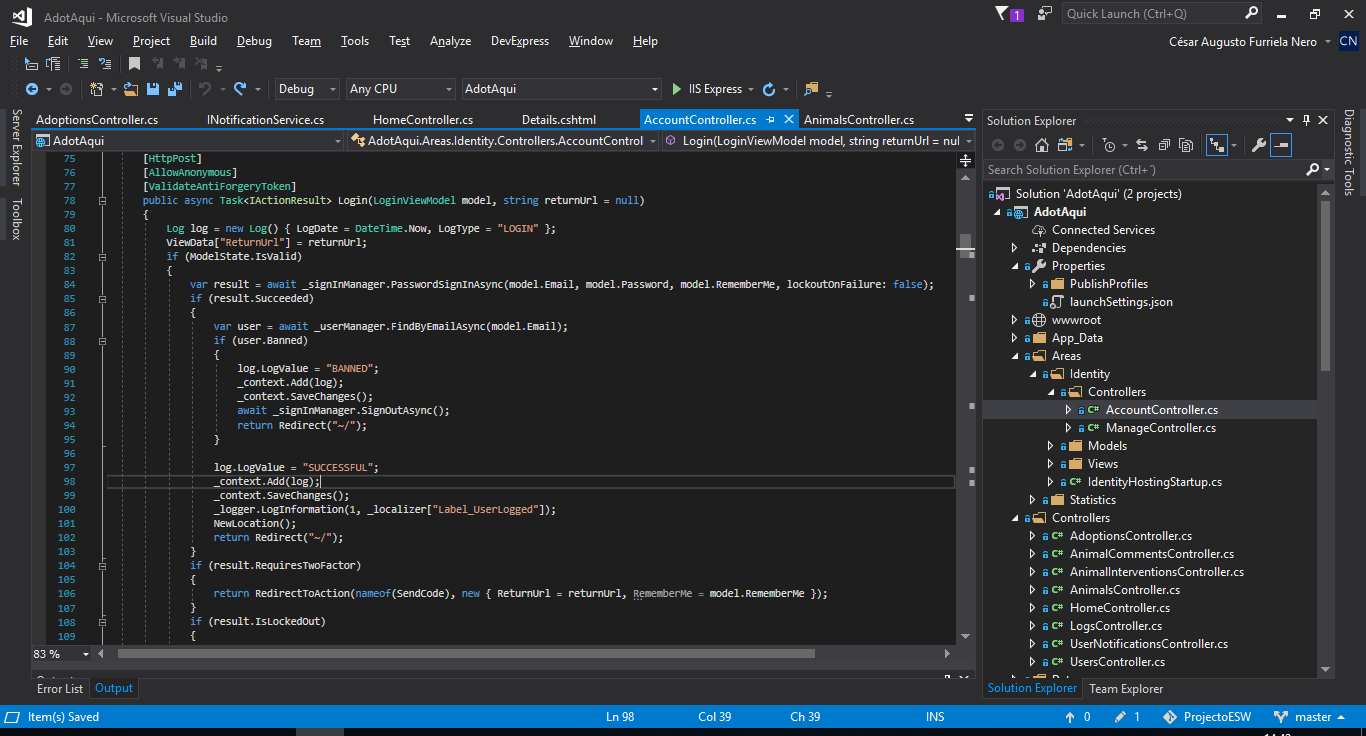 AdotAqui - Microsoft Visual Studio
1
Quick Launch (Ctrl+Q)
File Edit View Project Build Debug Team Tools Test Analyze DevExpress Window Help
César Augusto Furriela Nero CN
Debug Any CPU AdotAqui IIS Express
Server Explorer
Toolbox
AdoptionsController.cs INotificationService.cs HomeController.cs Details.cshtml AccountController.cs AnimalsController.cs
AdotAqui AdotAqui.Areas.Identity.Controllers.AccountControl Login(LoginViewModel model, string returnUrl = nul
75 [HttpPost]
76 [AllowAnonymous]
77 [ValidateAntiForgeryToken]
78 public async Task<IActionResult> Login(LoginViewModel model, string returnUrl = null)
79 {
80 Log log = new Log() { LogDate = DateTime.Now, LogType = "LOGIN" };
81 ViewData["ReturnUrl"] = returnUrl;
82 if (ModelState.IsValid)
83 {
84 var result = await _signInManager.PasswordSignInAsync(model.Email, model.Password, model.RememberMe, lockoutOnFailure: false);
85 if (result.Succeeded)
86 {
87 var user = await _userManager.FindByEmailAsync(model.Email);
88 if (user.Banned)
89 {
90 log.LogValue = "BANNED";
91 _context.Add(log);
92 _context.SaveChanges();
93 await _signInManager.SignOutAsync();
94 return Redirect("~/");
95 }
96
97 log.LogValue = "SUCCESSFUL";
98 _context.Add(log);
99 _context.SaveChanges();
100 _logger.LogInformation(1, _localizer["Label_UserLogged"]);
101 NewLocation();
102 return Redirect("~/");
103 }
104 if (result.RequiresTwoFactor)
105 {
106 return RedirectToAction(nameof(SendCode), new { ReturnUrl = returnUrl, RememberMe = model.RememberMe });
107 }
108 if (result.IsLockedOut)
109 {
83 %
Error List Output
Solution Explorer
Search Solution Explorer (Ctrl+´)
Solution 'AdotAqui' (2 projects)
AdotAqui
Connected Services
Dependencies
Properties
PublishProfiles
launchSettings.json
wwwroot
App_Data
Areas
Identity
Controllers
C# AccountController.cs
C# ManageController.cs
Models
Views
C# IdentityHostingStartup.cs
Statistics
Controllers
C# AdoptionsController.cs
C# AnimalCommentsController.cs
C# AnimalInterventionsController.cs
C# AnimalsController.cs
C# HomeController.cs
C# LogsController.cs
C# UserNotificationsController.cs
C# UsersController.cs
Solution Explorer Team Explorer
Diagnostic Tools
Item(s) Saved Ln 98 Col 39 Ch 39 INS 0 1 ProjectoESW master